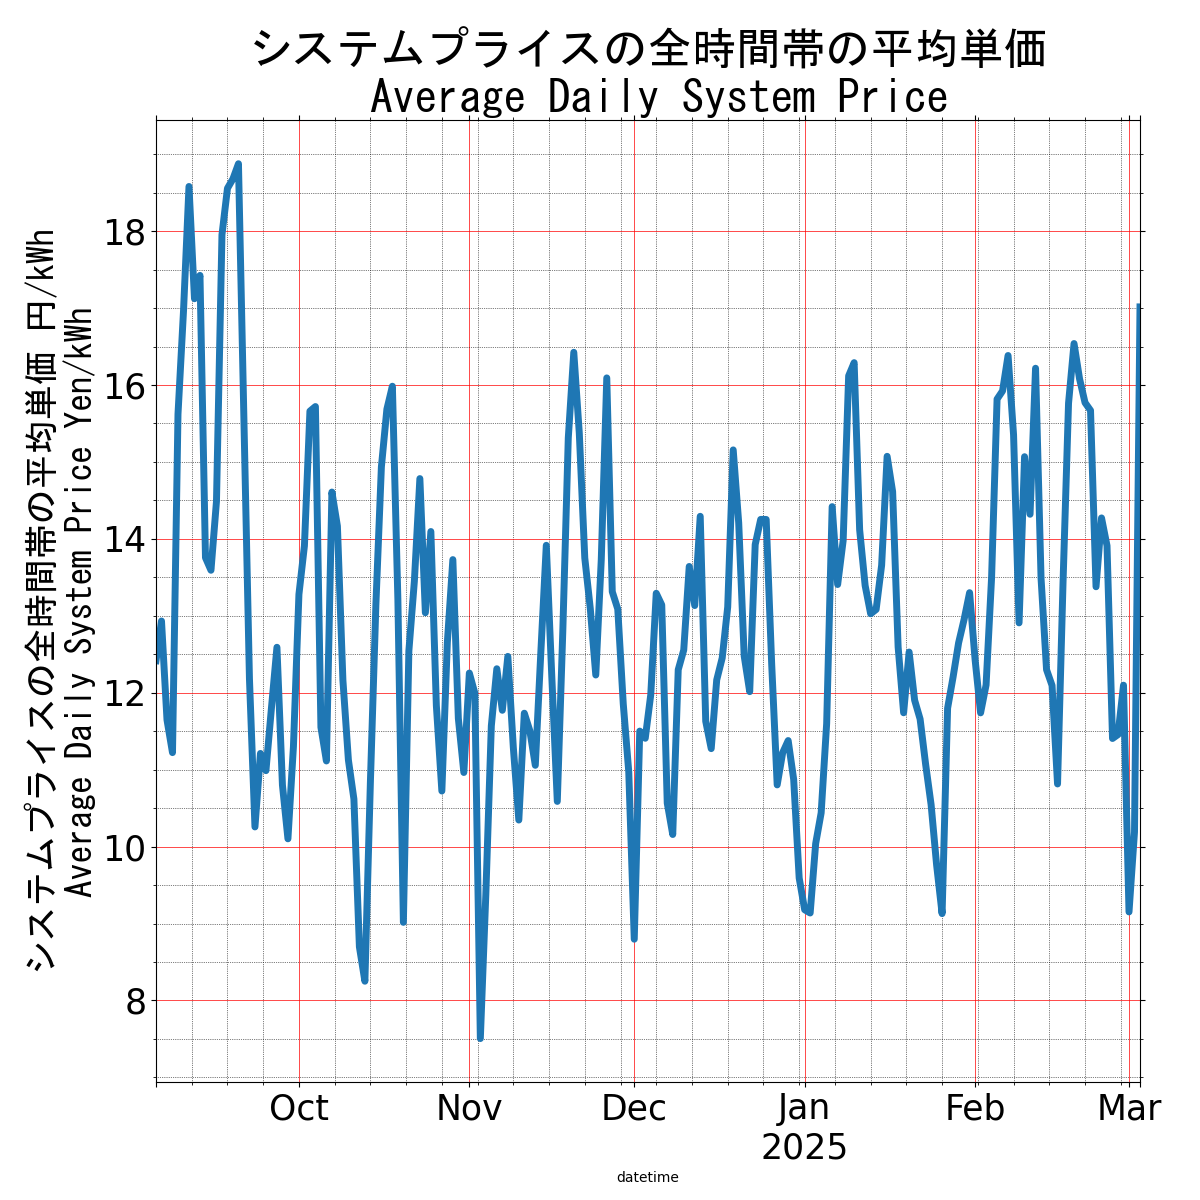 システムプライスの全時間帯の平均単価
Average Daily System Price
システムプライスの全時間帯の平均単価 円/kWh
Average Daily System Price Yen/kWh
18
16
14
12
10
8
Oct
Nov
Dec
Jan
2025
Feb
Mar
datetime